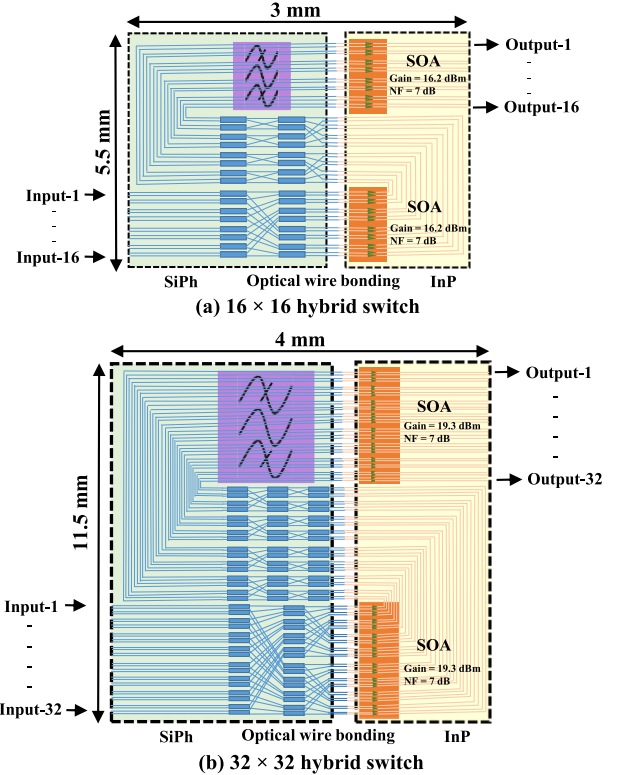 3 mm
5.5 mm
SOA
Gain = 16.2 dBm
NF = 7 dB
Output-1
-
-
-
Output-16
Input-1
-
-
-
Input-16
SOA
Gain = 16.2 dBm
NF = 7 dB
SiPh
Optical wire bonding
InP
(a) 16 × 16 hybrid switch
4 mm
11.5 mm
SOA
Gain = 19.3 dBm
NF = 7 dB
Output-1
-
-
-
-
Output-32
Input-1
-
-
-
-
Input-32
SOA
Gain = 19.3 dBm
NF = 7 dB
SiPh
Optical wire bonding
InP
(b) 32 × 32 hybrid switch